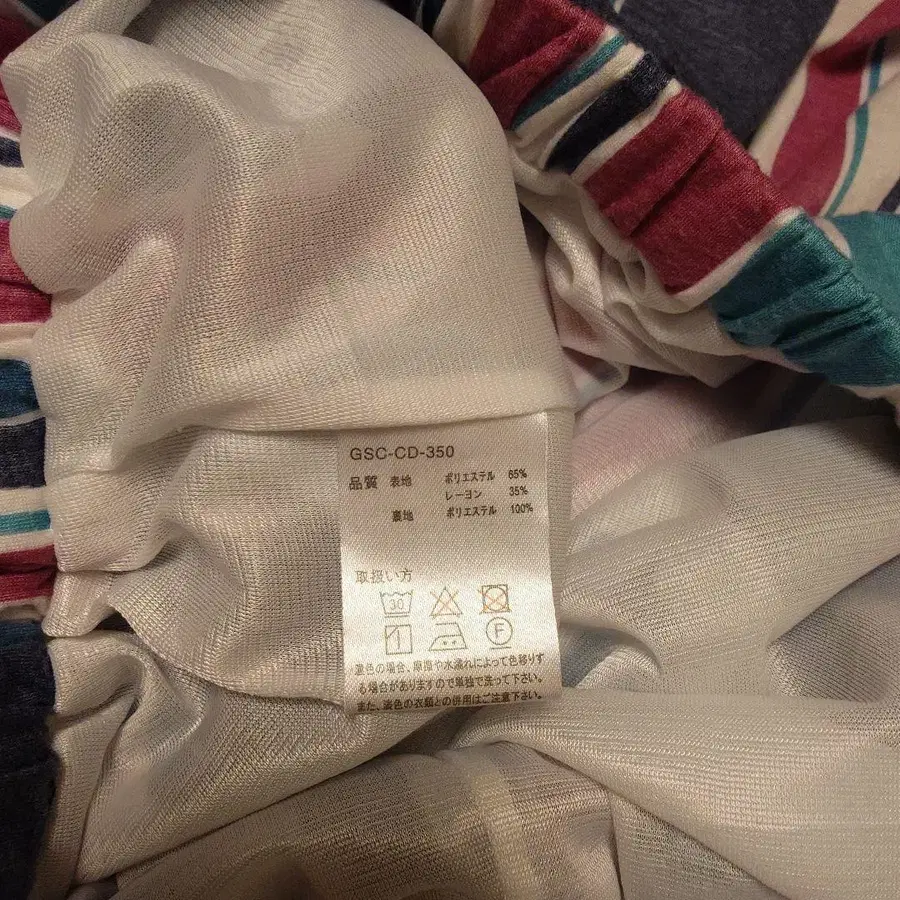 GSC-CD-350
品質 表地 ポリエステル 65%
レーヨン 35%
裏地 ポリエステル 100%
取扱い方
30
F
濃色の場合、摩擦や水濡れによって色移りす
る場合がありますので単独で洗って下さい。
また、淡色の衣類との併用はご注意下さい。